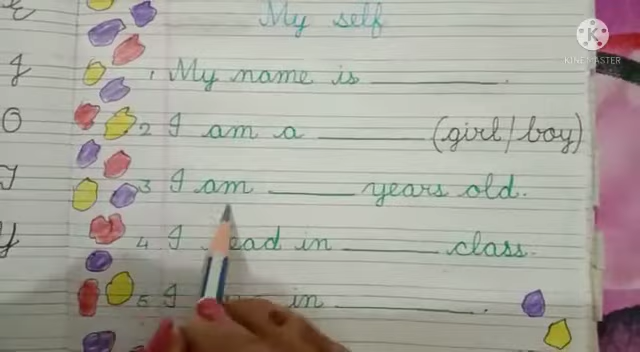 My self
1 My name is ________.
2 I am a ________ (girl/boy)
3 I am ______ years old.
4 I read in ______ class.
5 I in ________.
KINEMASTER